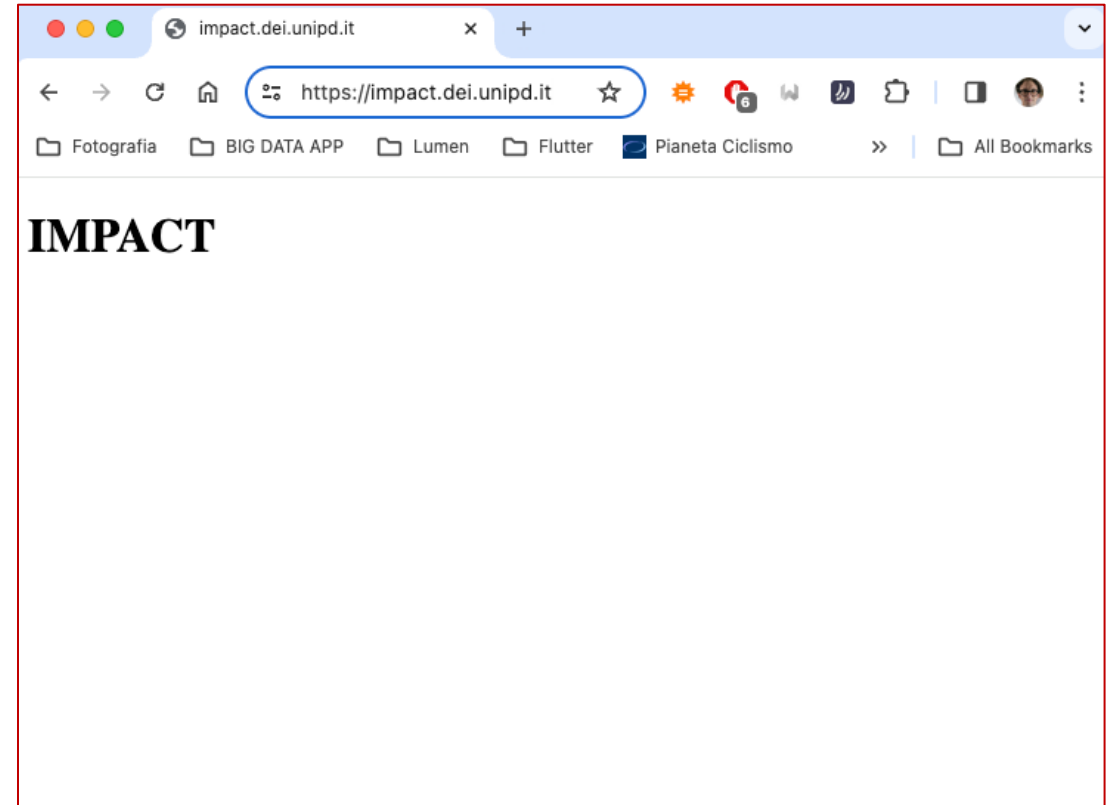 impact.dei.unipd.it
https://impact.dei.unipd.it
6
Fotografia BIG DATA APP Lumen Flutter Pianeta Ciclismo » All Bookmarks
IMPACT